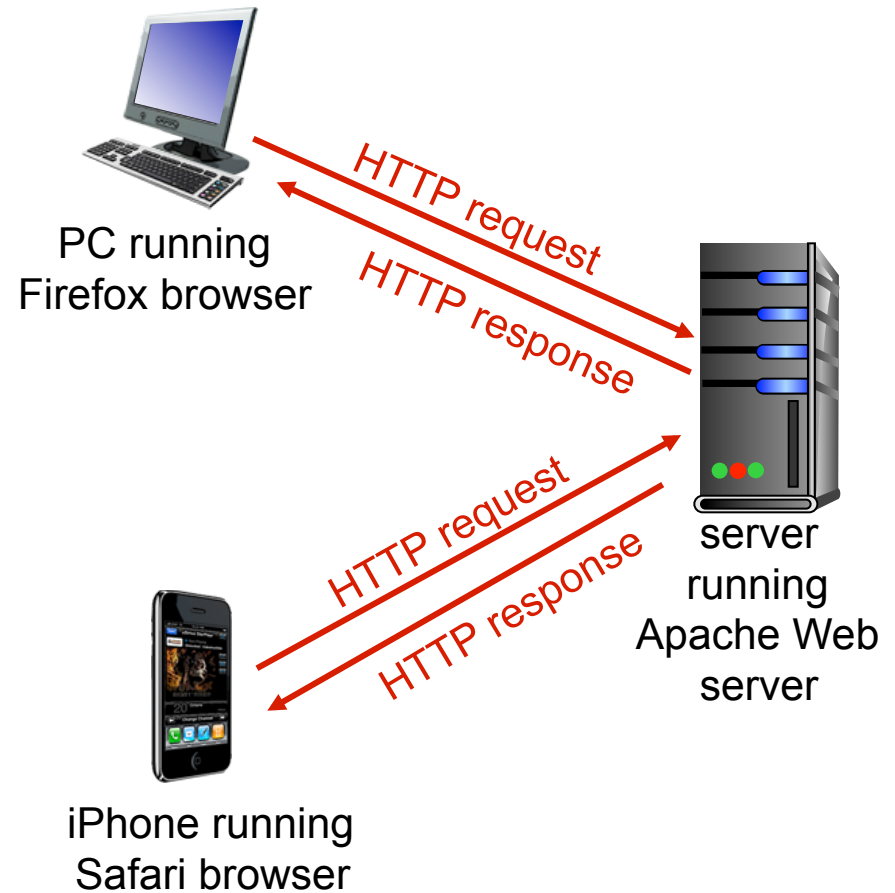 HTTP request
HTTP response
PC running
Firefox browser
HTTP request
HTTP response
server
running
Apache Web
server
iPhone running
Safari browser